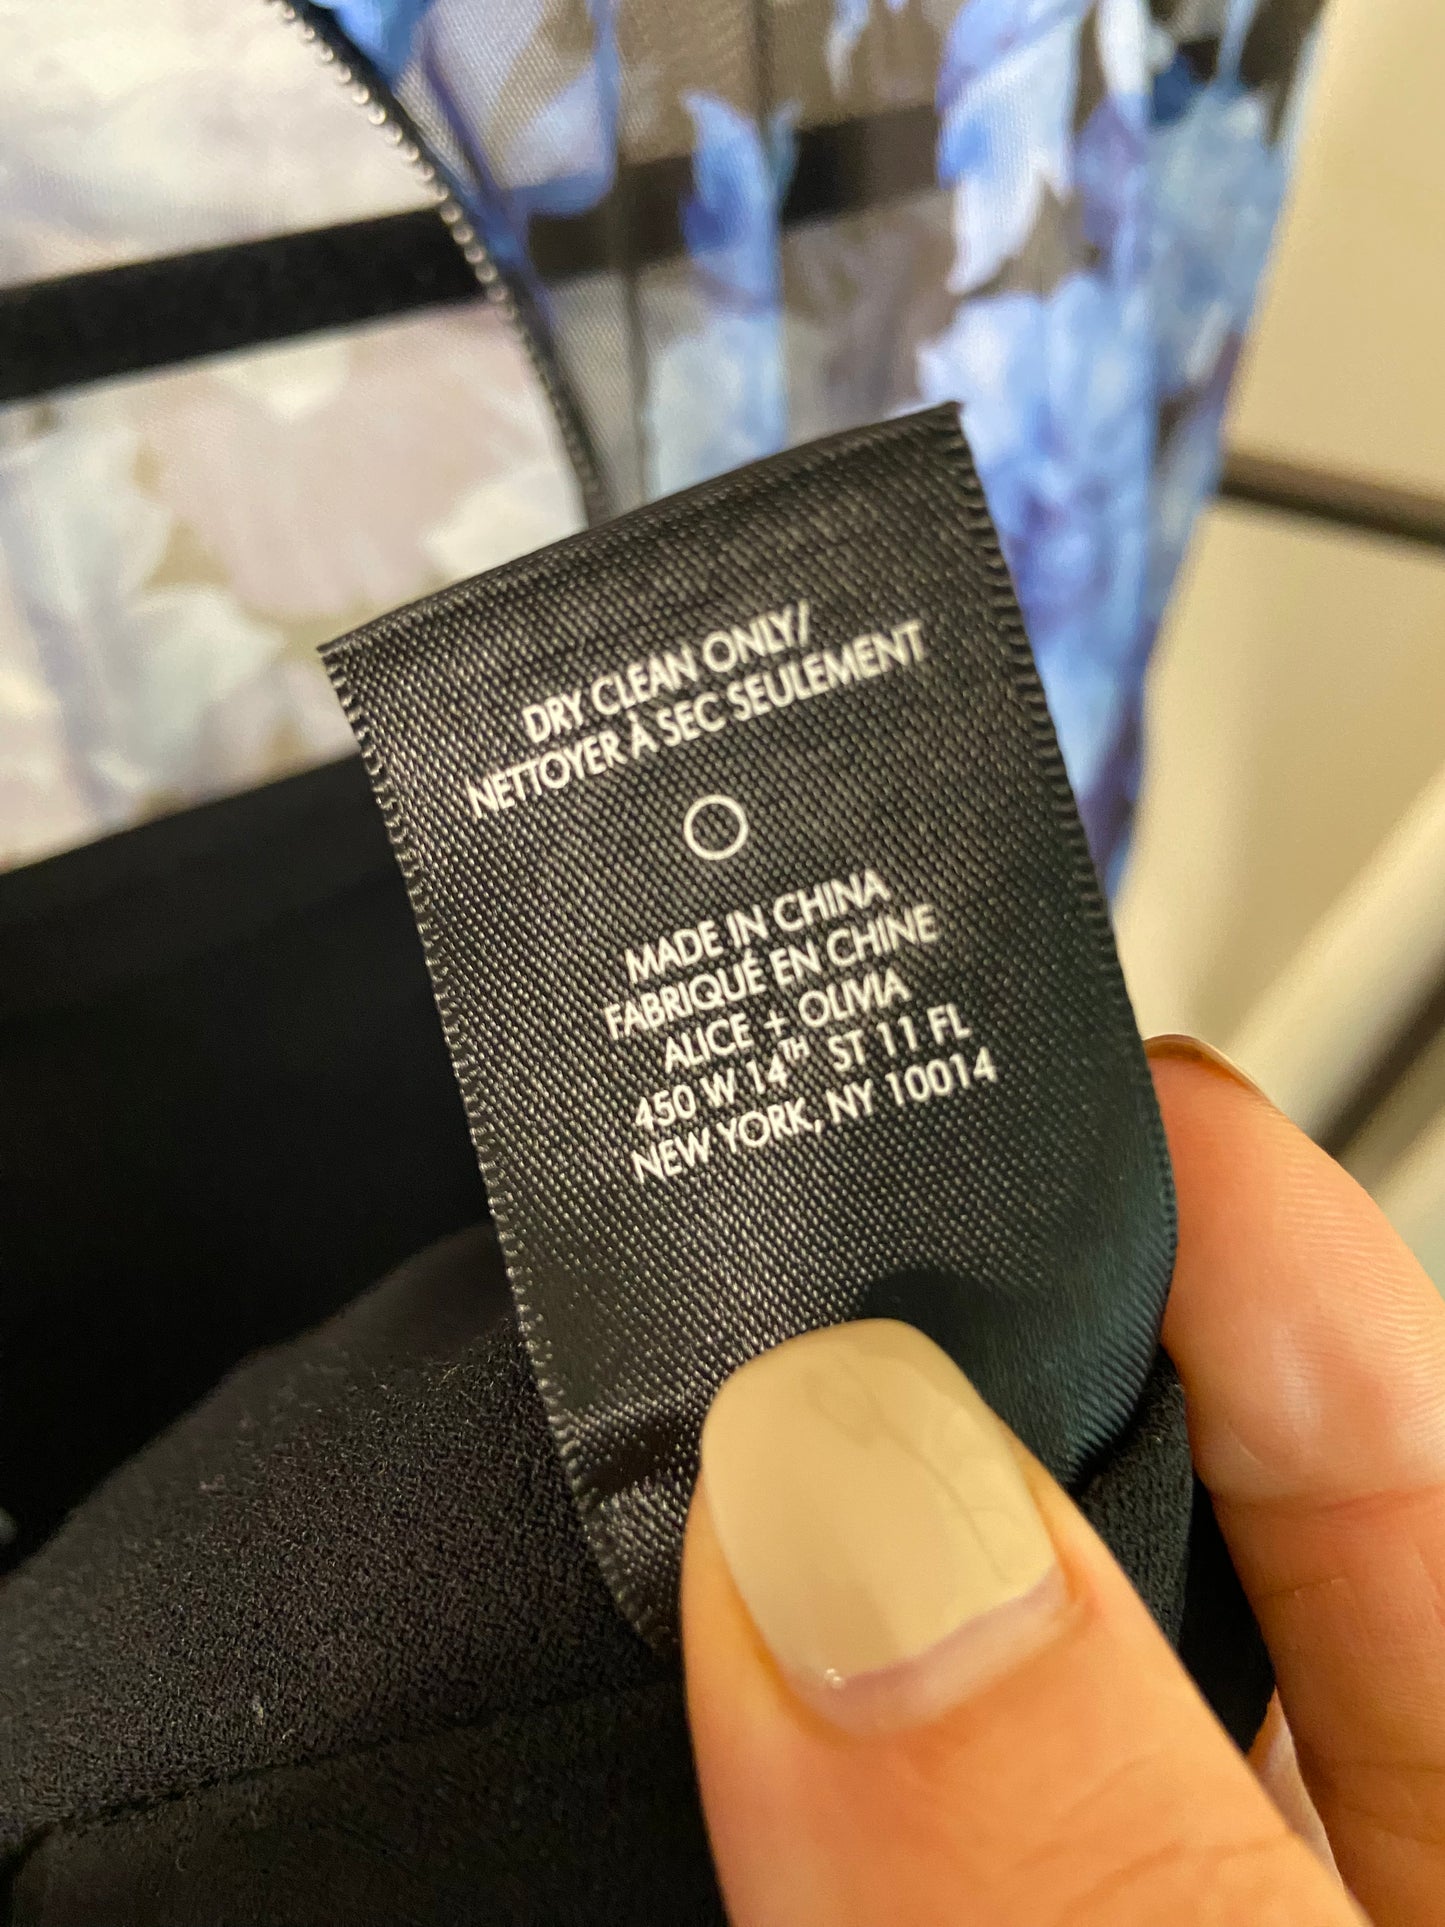 DRY CLEAN ONLY/
NETTOYER À SEC SEULEMENT
MADE IN CHINA
FABRIQUÉ EN CHINE
ALICE + OLIVIA
450 W 14TH ST 11 FL
NEW YORK, NY 10014